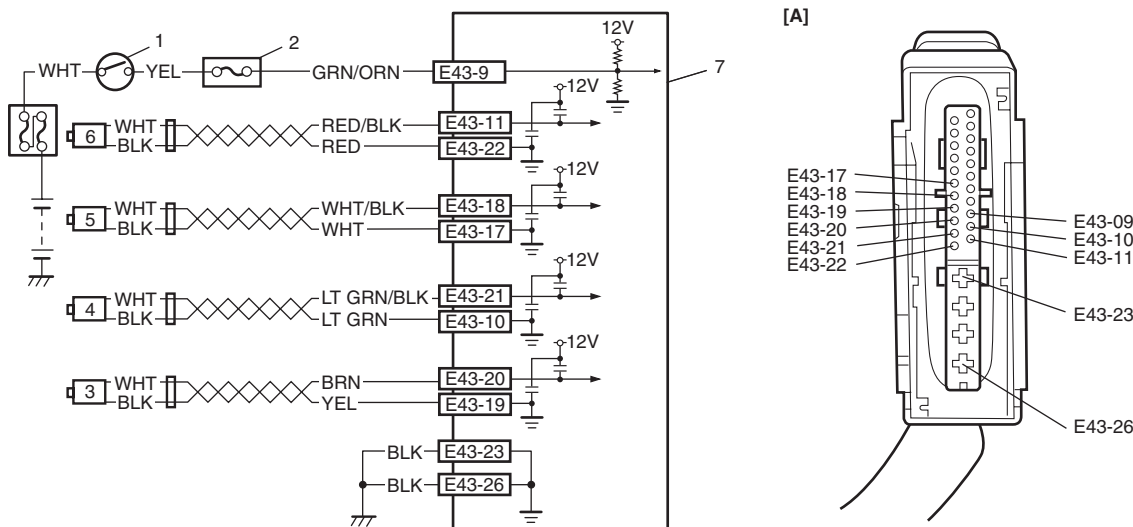 [A]
1
2
12V
WHT
YEL
GRN/ORN
E43-9
7
12V
6
WHT
RED/BLK
E43-11
BLK
RED
E43-22
12V
5
WHT
WHT/BLK
E43-18
BLK
WHT
E43-17
12V
4
WHT
LT GRN/BLK
E43-21
BLK
LT GRN
E43-10
12V
3
WHT
BRN
E43-20
BLK
YEL
E43-19
BLK
E43-23
BLK
E43-26
E43-17
E43-18
E43-19
E43-20
E43-21
E43-22
E43-09
E43-10
E43-11
E43-23
E43-26